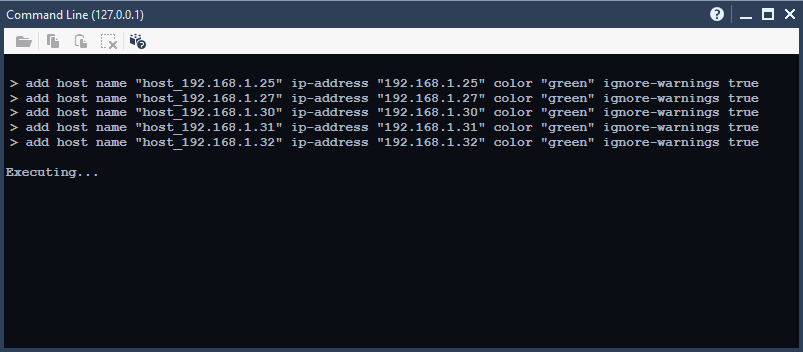 Command Line (127.0.0.1)
> add host name "host_192.168.1.25" ip-address "192.168.1.25" color "green" ignore-warnings true
> add host name "host_192.168.1.27" ip-address "192.168.1.27" color "green" ignore-warnings true
> add host name "host_192.168.1.30" ip-address "192.168.1.30" color "green" ignore-warnings true
> add host name "host_192.168.1.31" ip-address "192.168.1.31" color "green" ignore-warnings true
> add host name "host_192.168.1.32" ip-address "192.168.1.32" color "green" ignore-warnings true
Executing...